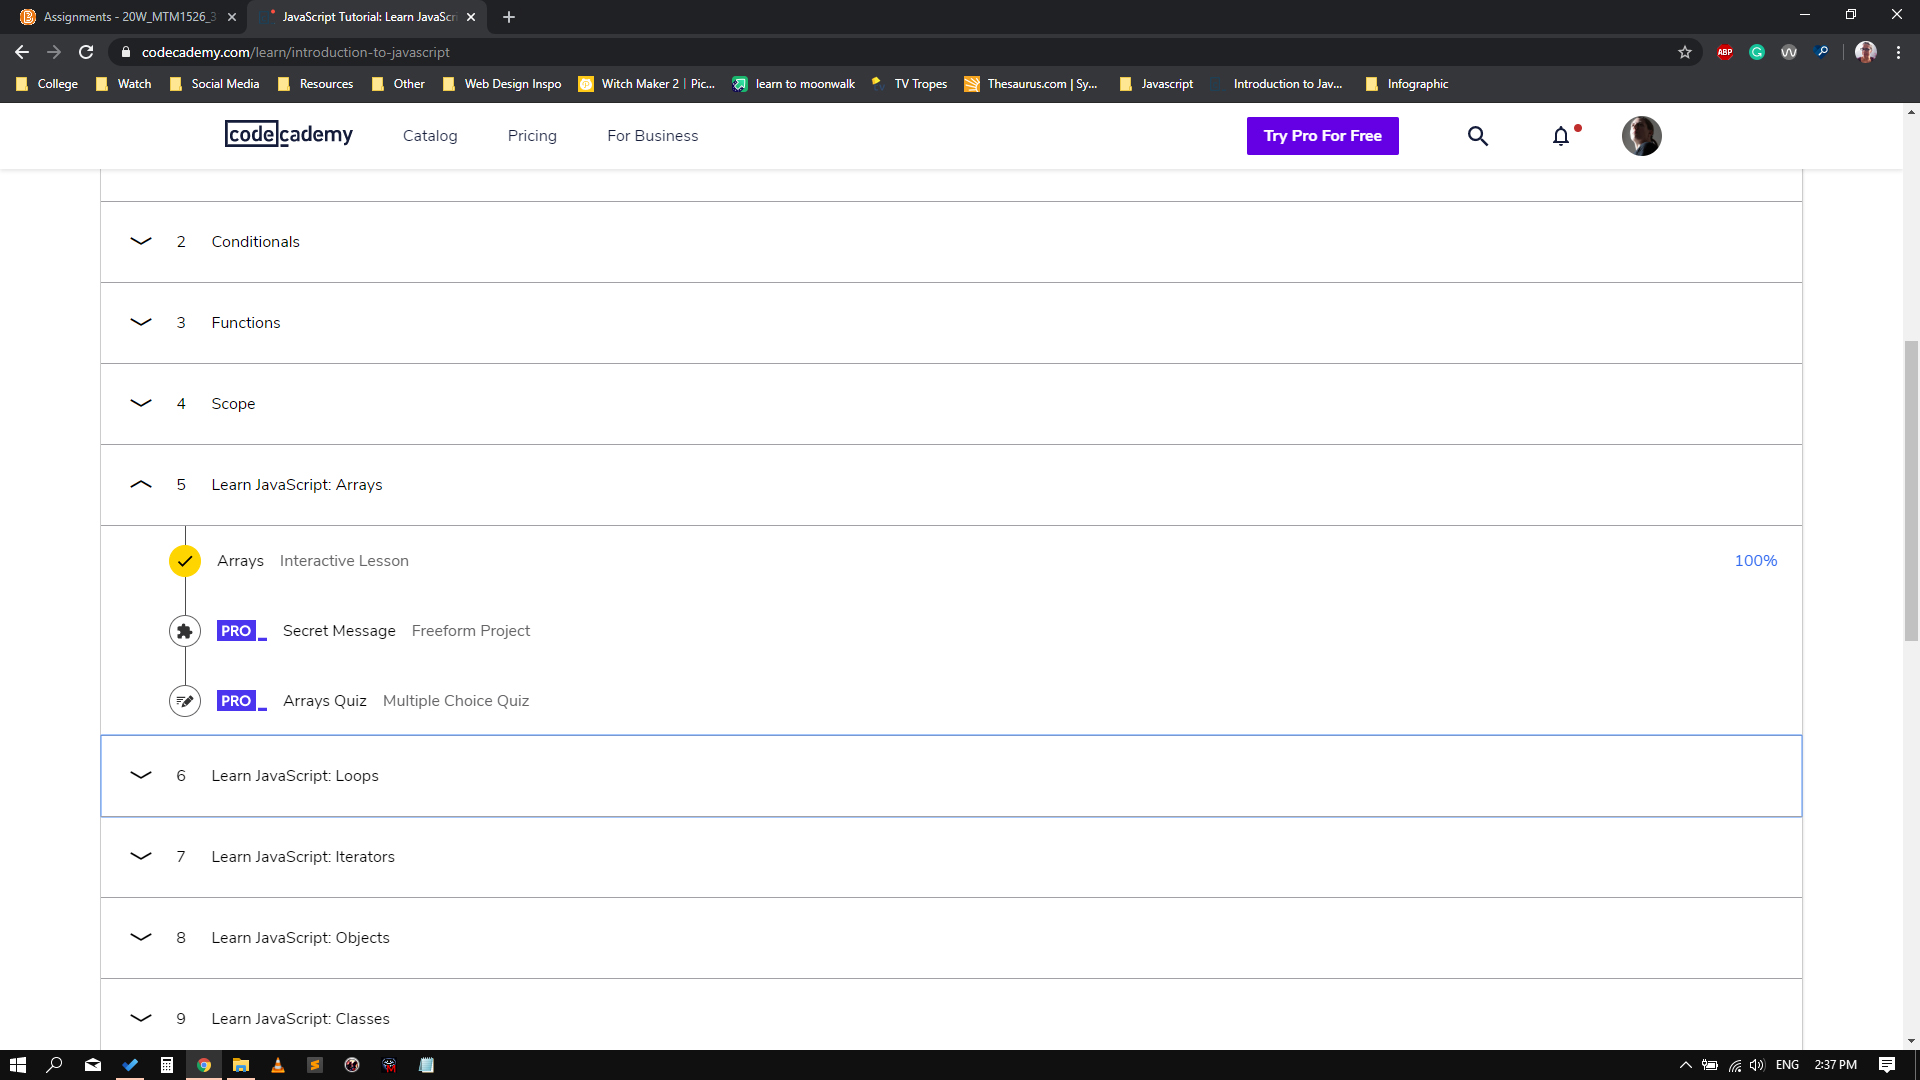 Assignments - 20W_MTM1526_3
JavaScript Tutorial: Learn JavaScri
codecademy.com/learn/introduction-to-javascript
ABP
College Watch Social Media Resources Other Web Design Inspo Witch Maker 2 | Pic... learn to moonwalk TV Tropes Thesaurus.com | Sy... Javascript Introduction to Jav... Infographic
codecademy Catalog Pricing For Business Try Pro For Free
2 Conditionals
3 Functions
4 Scope
5 Learn JavaScript: Arrays
Arrays Interactive Lesson 100%
PRO_ Secret Message Freeform Project
PRO_ Arrays Quiz Multiple Choice Quiz
6 Learn JavaScript: Loops
7 Learn JavaScript: Iterators
8 Learn JavaScript: Objects
9 Learn JavaScript: Classes
ENG 2:37 PM